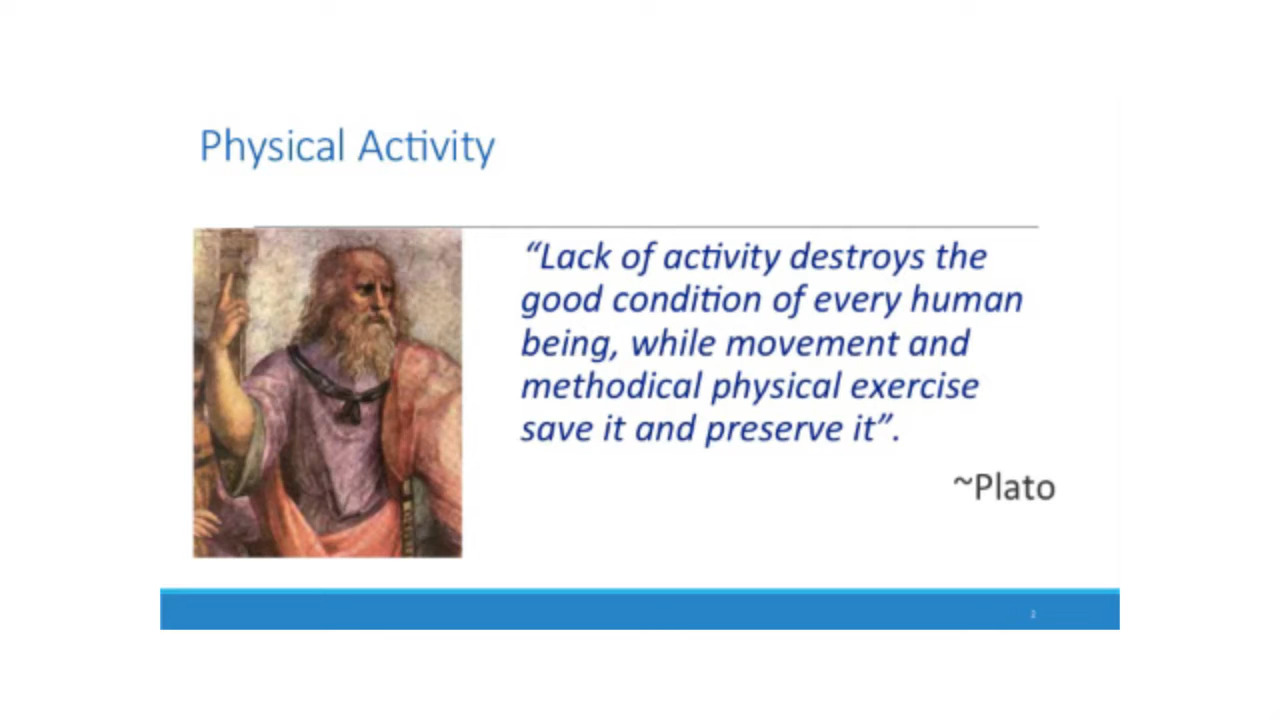 Physical Activity
“Lack of activity destroys the
good condition of every human
being, while movement and
methodical physical exercise
save it and preserve it”.
~Plato
2